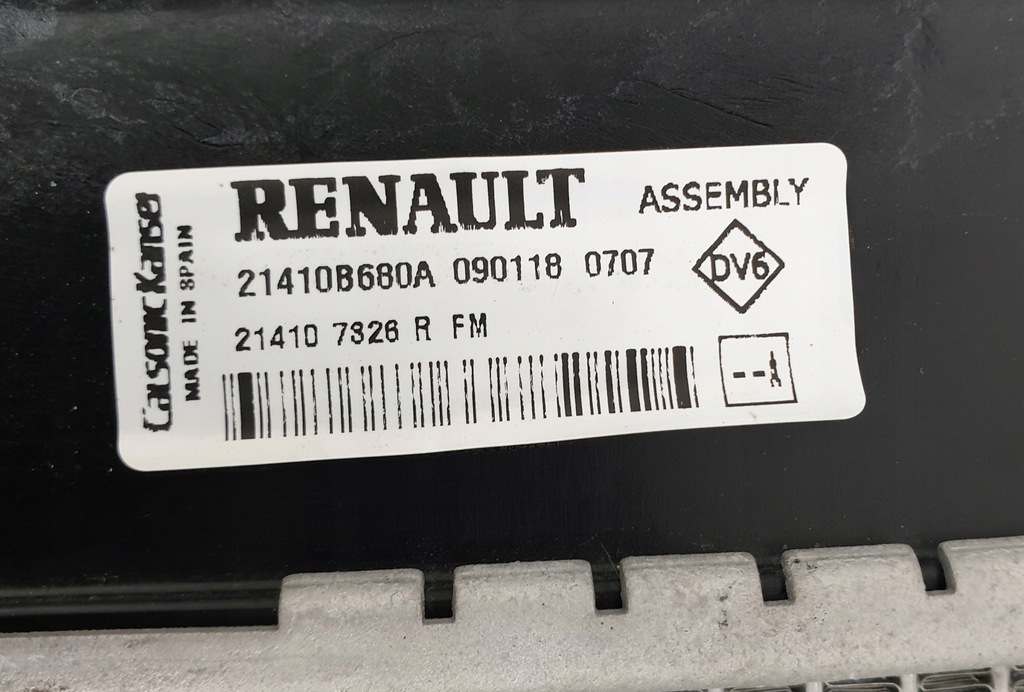 CalsonicKansei
MADE IN SPAIN
RENAULT ASSEMBLY
21410B680A 090118 0707
DV6
21410 7326 R FM
--